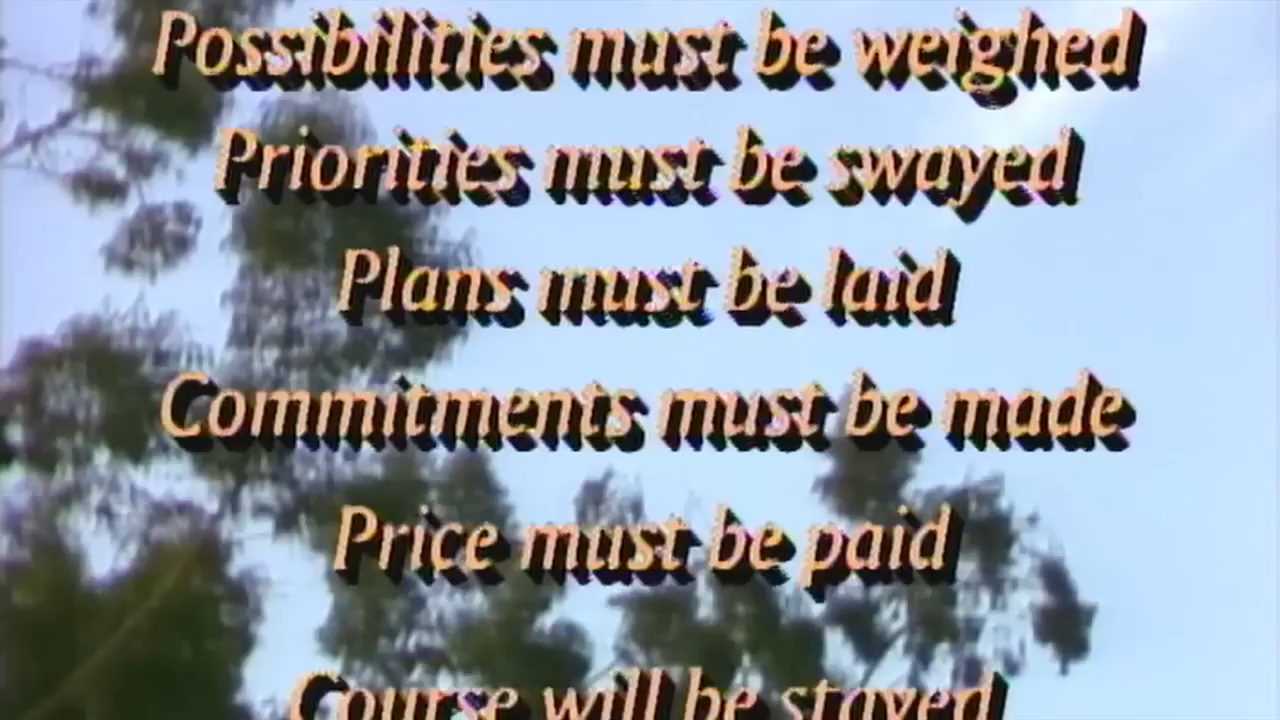 Possibilities must be weighed
Priorities must be swayed
Plans must be laid
Commitments must be made
Price must be paid
Course will be stayed